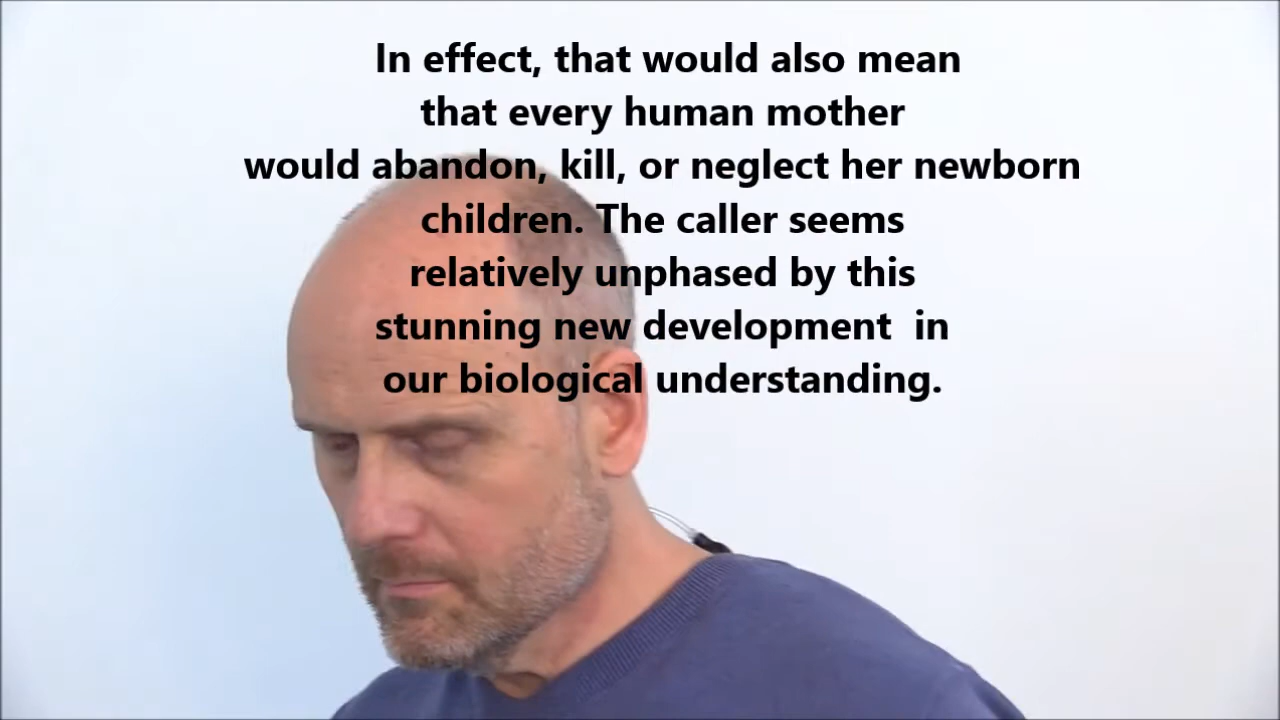 In effect, that would also mean
that every human mother
would abandon, kill, or neglect her newborn
children. The caller seems
relatively unphased by this
stunning new development in
our biological understanding.